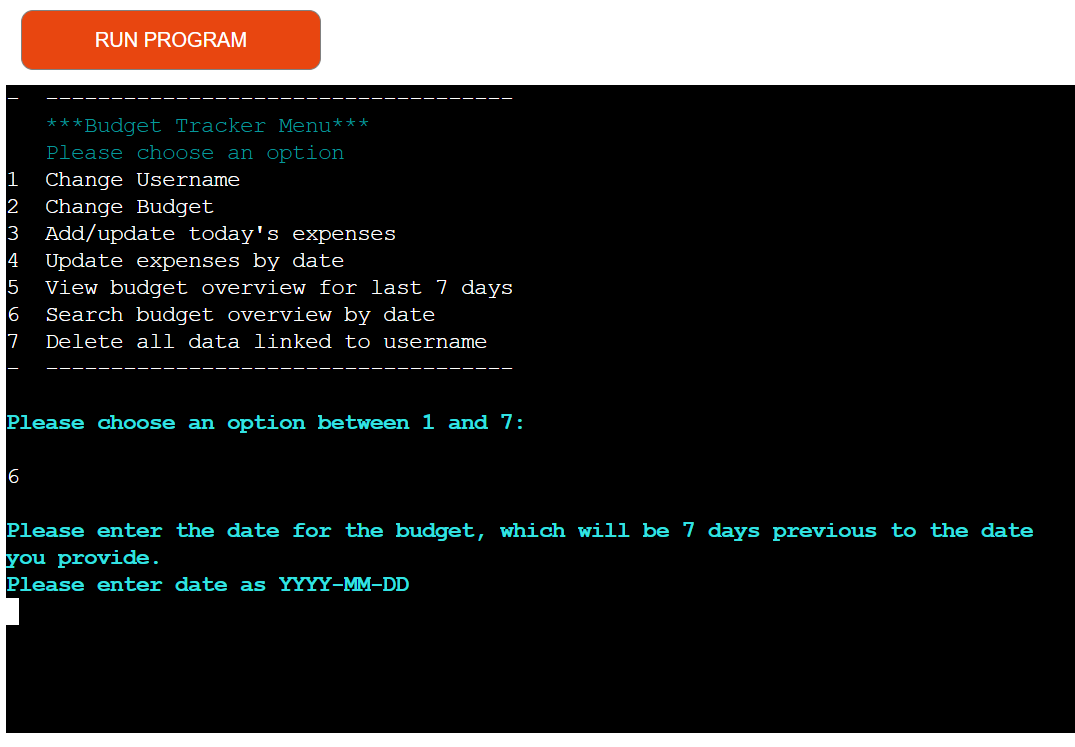 RUN PROGRAM
-  ------------------------------------
   ***Budget Tracker Menu***
   Please choose an option
1  Change Username
2  Change Budget
3  Add/update today's expenses
4  Update expenses by date
5  View budget overview for last 7 days
6  Search budget overview by date
7  Delete all data linked to username
-  ------------------------------------
Please choose an option between 1 and 7:
6
Please enter the date for the budget, which will be 7 days previous to the date
you provide.
Please enter date as YYYY-MM-DD